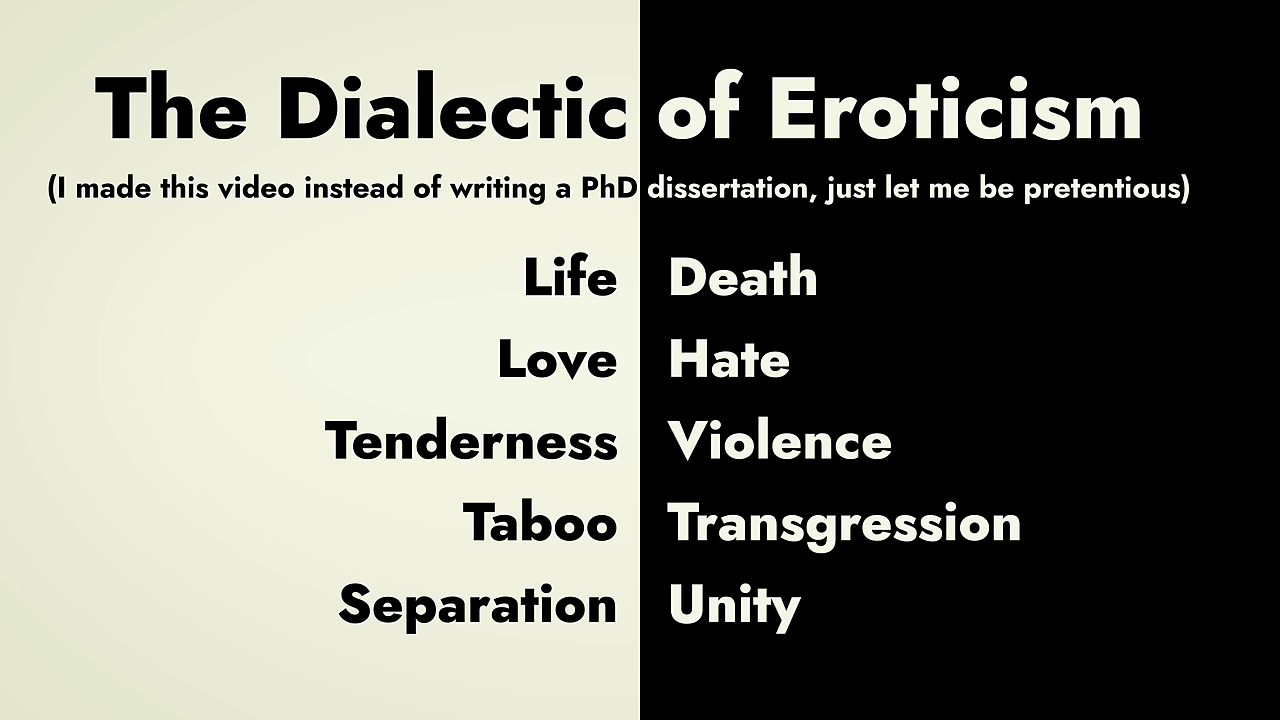 The Dialectic of Eroticism
(I made this video instead of writing a PhD dissertation, just let me be pretentious)
Life Death
Love Hate
Tenderness Violence
Taboo Transgression
Separation Unity